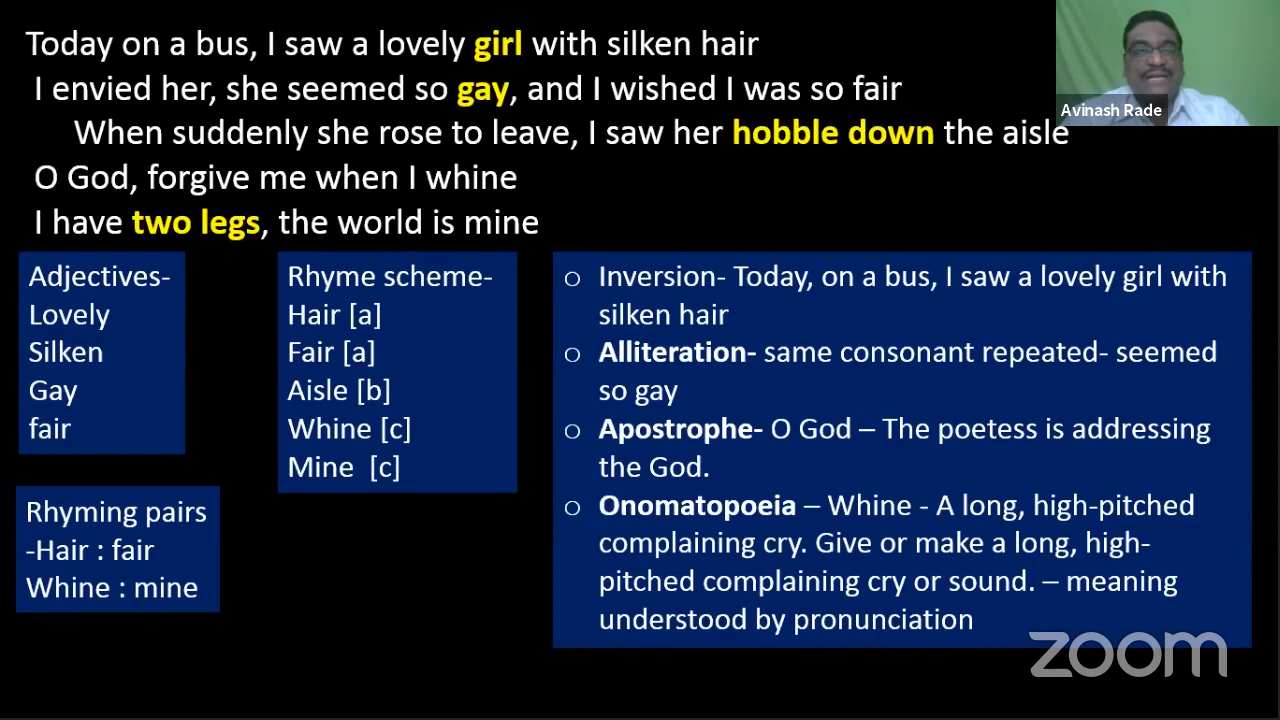 Today on a bus, I saw a lovely girl with silken hair
I envied her, she seemed so gay, and I wished I was so fair
When suddenly she rose to leave, I saw her hobble down the aisle
O God, forgive me when I whine
I have two legs, the world is mine
Avinash Rade
Adjectives-
Lovely
Silken
Gay
fair
Rhyming pairs
-Hair : fair
Whine : mine
Rhyme scheme-
Hair [a]
Fair [a]
Aisle [b]
Whine [c]
Mine [c]
o Inversion- Today, on a bus, I saw a lovely girl with
silken hair
o Alliteration- same consonant repeated- seemed
so gay
o Apostrophe- O God – The poetess is addressing
the God.
o Onomatopoeia – Whine - A long, high-pitched
complaining cry. Give or make a long, high-
pitched complaining cry or sound. – meaning
understood by pronunciation
zoom